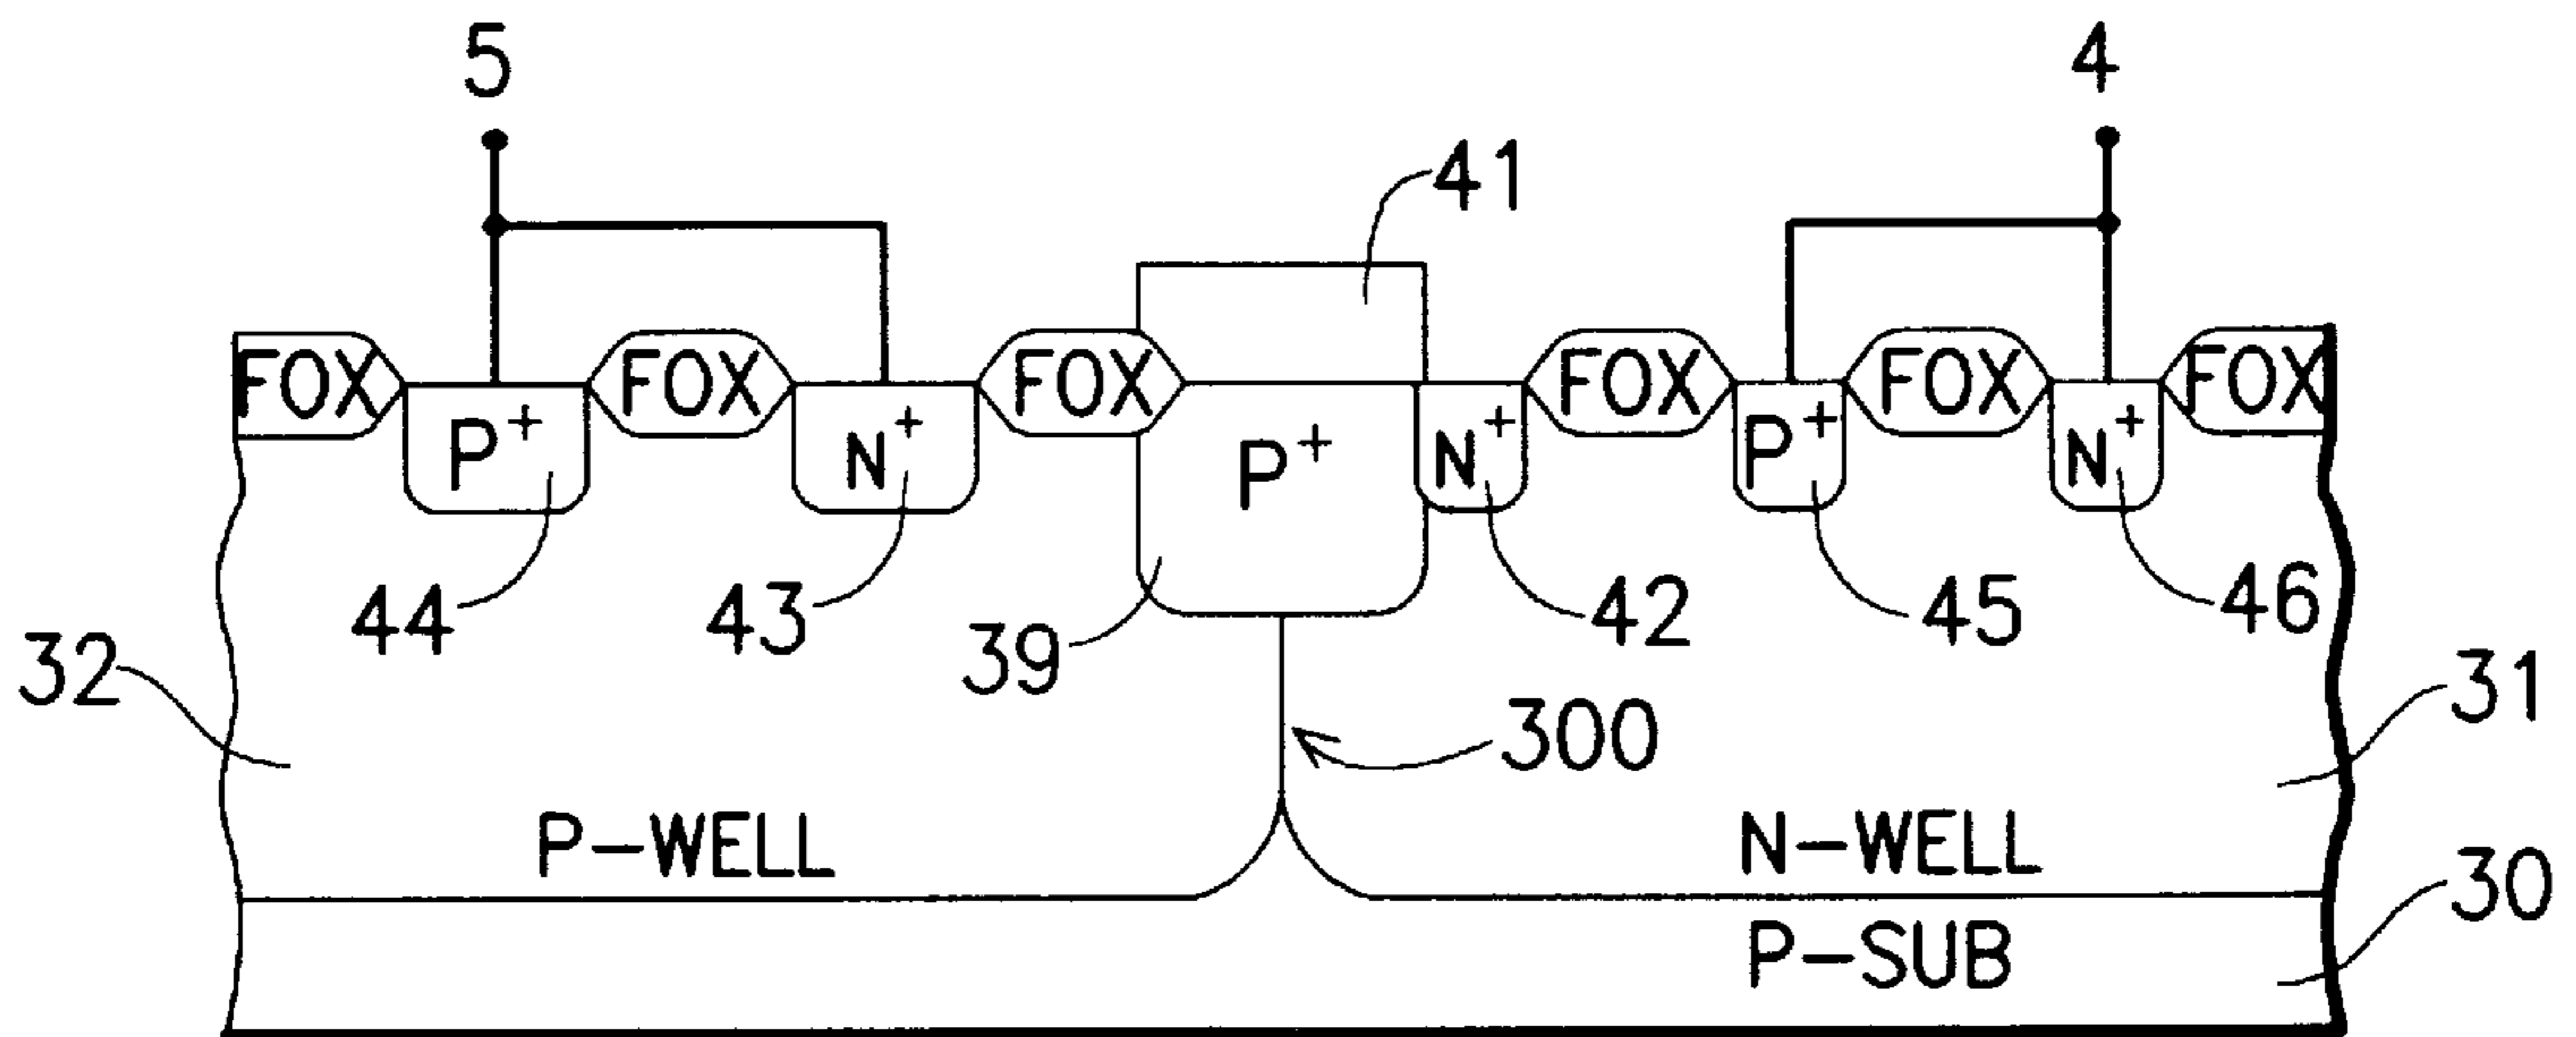 5 4
41
FOX FOX FOX FOX FOX FOX
P+ N+ P+ N+ P+ N+
44 43 39 42 45 46
32 300 31
P-WELL N-WELL
30
P-SUB